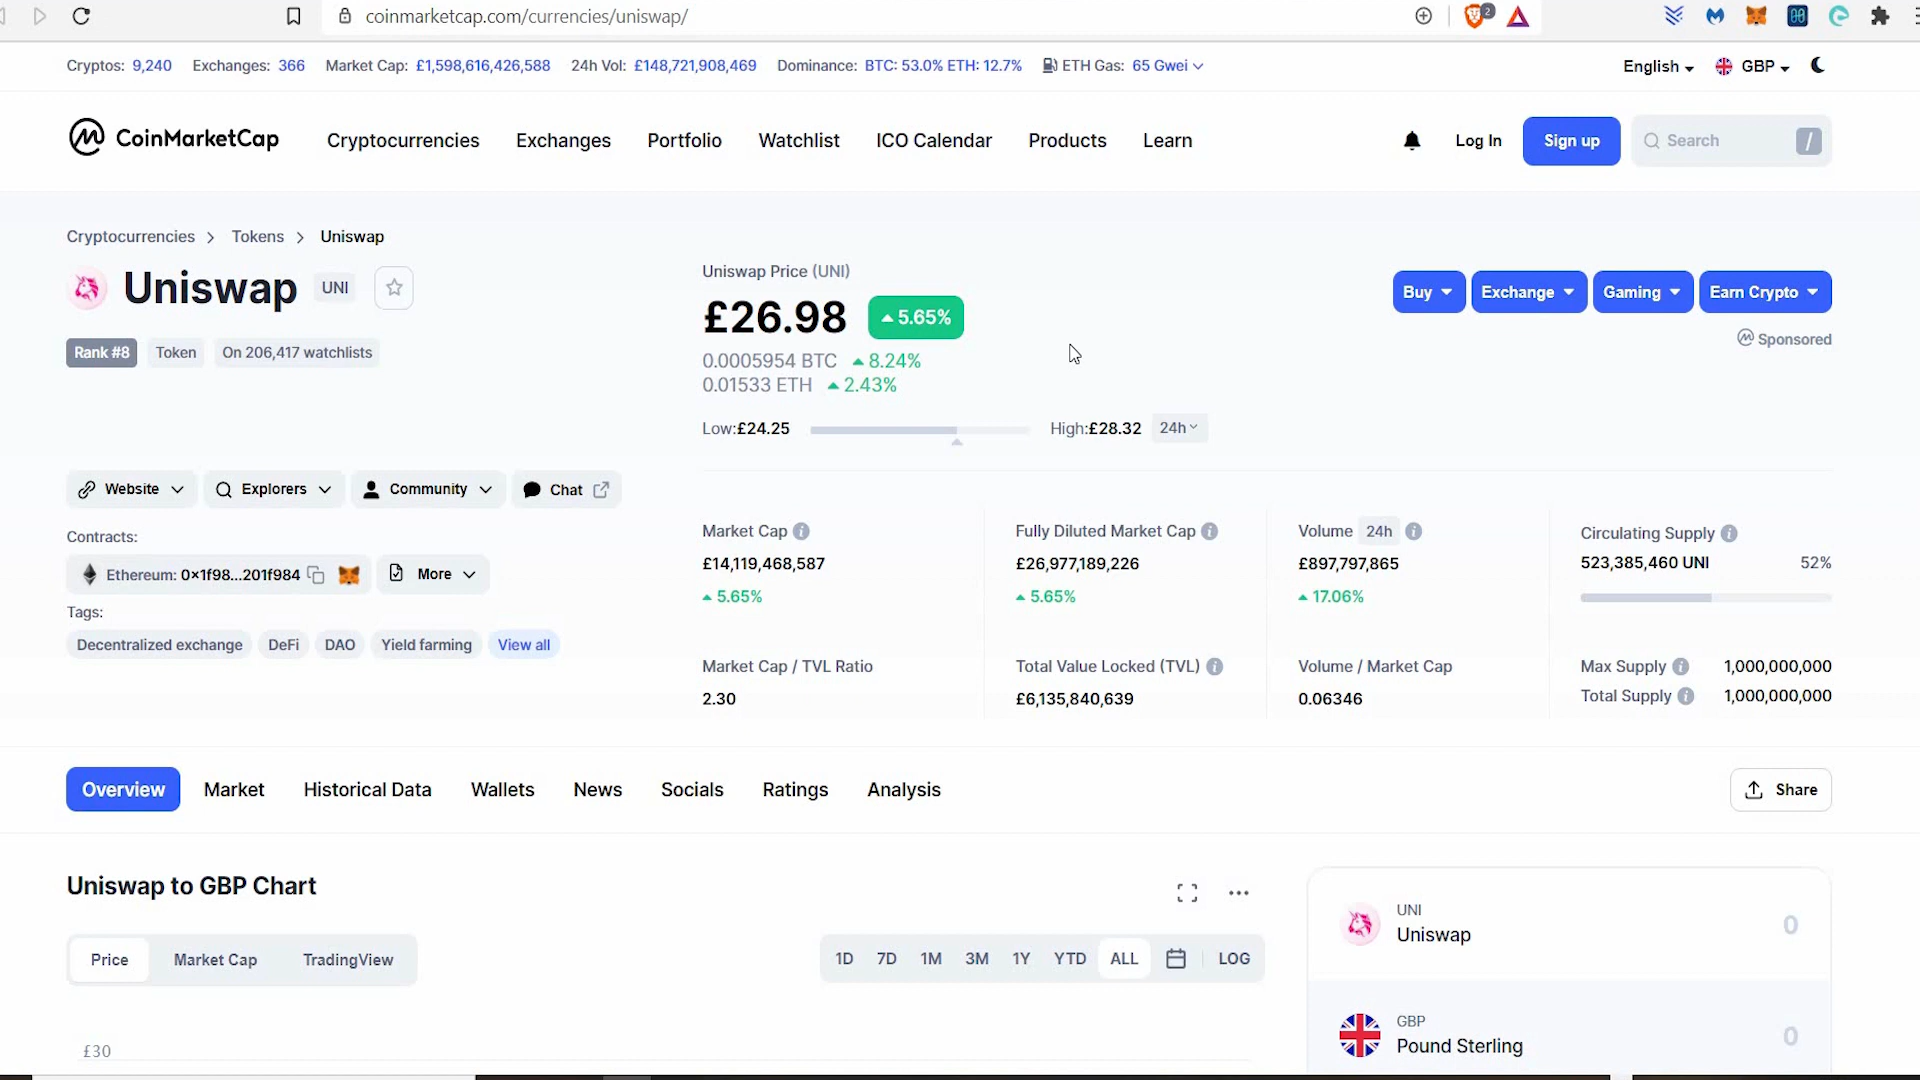 coinmarketcap.com/currencies/uniswap/
2
Cryptos: 9,240 Exchanges: 366 Market Cap: £1,598,616,426,588 24h Vol: £148,721,908,469 Dominance: BTC: 53.0% ETH: 12.7% ETH Gas: 65 Gwei English GBP
CoinMarketCap Cryptocurrencies Exchanges Portfolio Watchlist ICO Calendar Products Learn Log In Sign up Search /
Cryptocurrencies > Tokens > Uniswap
Uniswap UNI
Rank #8 Token On 206,417 watchlists
Uniswap Price (UNI)
£26.98 5.65%
0.0005954 BTC 8.24%
0.01533 ETH 2.43%
Low:£24.25 High:£28.32 24h
Buy Exchange Gaming Earn Crypto
Sponsored
Website Explorers Community Chat
Contracts:
Ethereum: 0x1f98...201f984 More
Tags:
Decentralized exchange DeFi DAO Yield farming View all
Market Cap
£14,119,468,587
5.65%
Fully Diluted Market Cap
£26,977,189,226
5.65%
Volume 24h
£897,797,865
17.06%
Circulating Supply
523,385,460 UNI 52%
Market Cap / TVL Ratio
2.30
Total Value Locked (TVL)
£6,135,840,639
Volume / Market Cap
0.06346
Max Supply 1,000,000,000
Total Supply 1,000,000,000
Overview Market Historical Data Wallets News Socials Ratings Analysis Share
Uniswap to GBP Chart
Price Market Cap TradingView 1D 7D 1M 3M 1Y YTD ALL LOG
£30
UNI
Uniswap 0
GBP
Pound Sterling 0